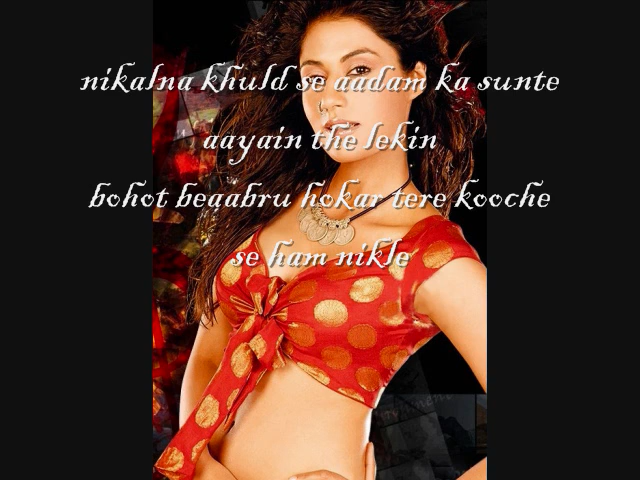 nikalna khuld se aadam ka sunte
aayain the lekin
bohot beaabru hokar tere kooche
se ham nikle